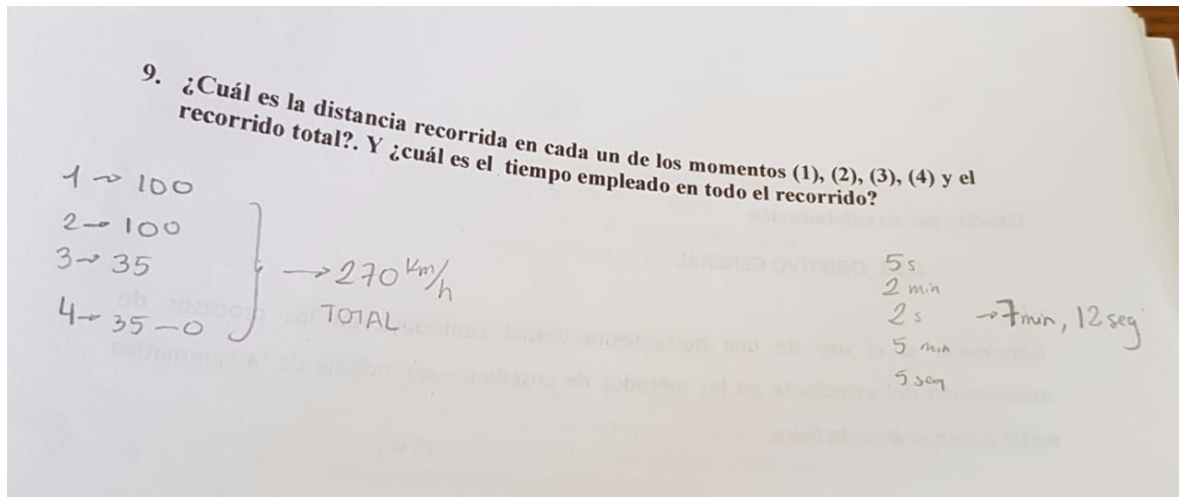 9. ¿Cuál es la distancia recorrida en cada un de los momentos (1), (2), (3), (4) y el
recorrido total?. Y ¿cuál es el tiempo empleado en todo el recorrido?
1 → 100
2 → 100
3 → 35
4 → 35 - 0
→ 270 Km/h
TOTAL
5 s
2 min
2 s
5 min
5 seg
→ 7 min, 12 seg